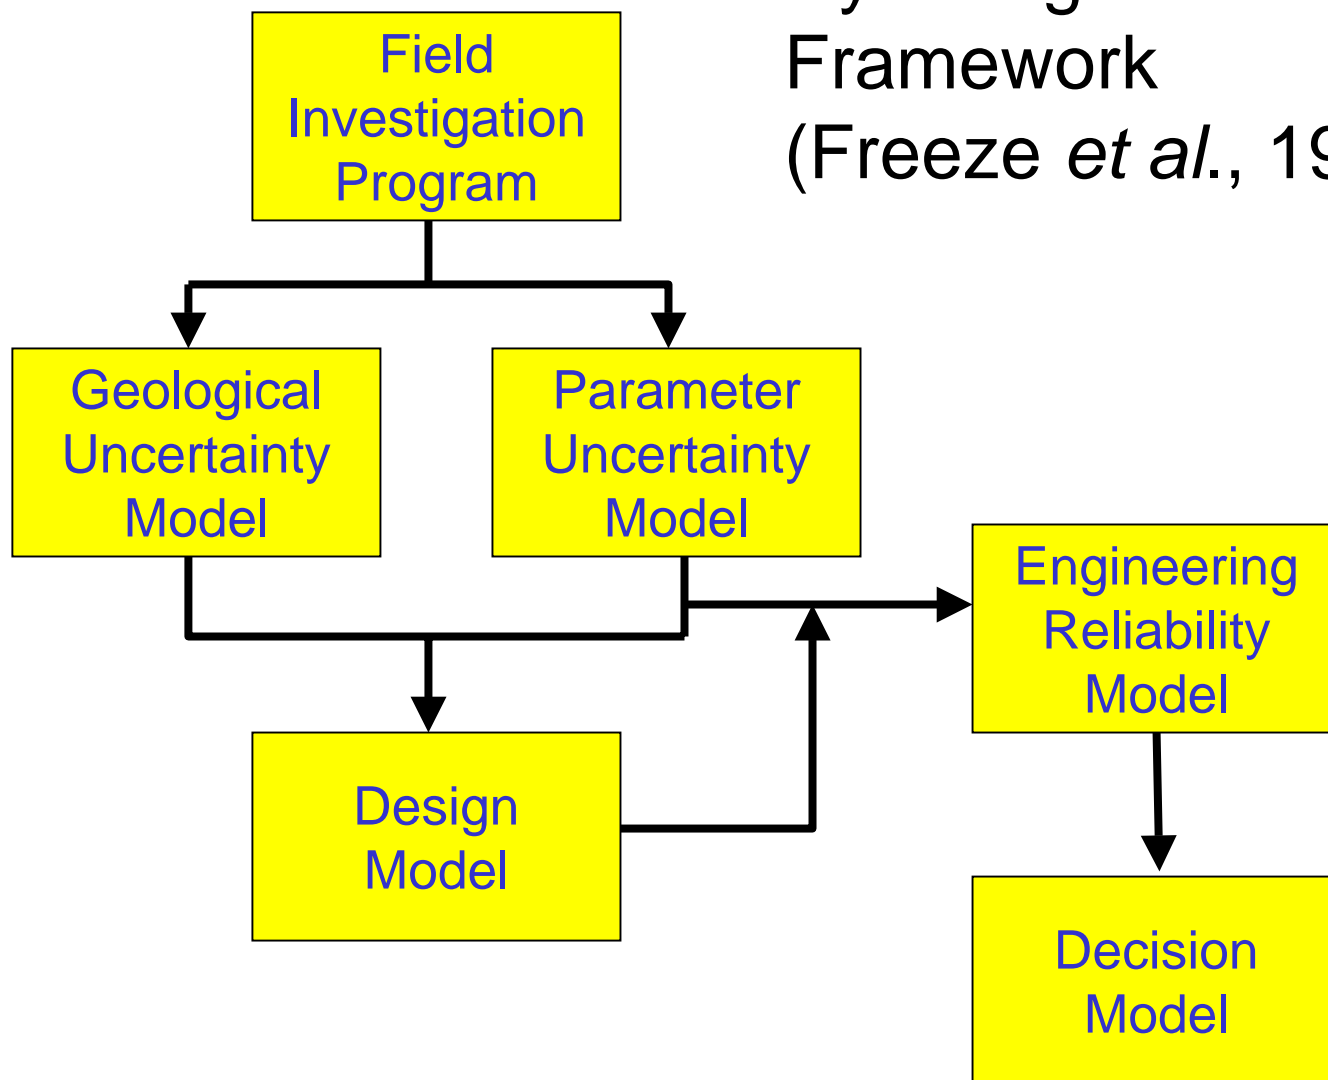 Framework
(Freeze et al., 19
Field
Investigation
Program
Geological
Uncertainty
Model
Parameter
Uncertainty
Model
Engineering
Reliability
Model
Design
Model
Decision
Model